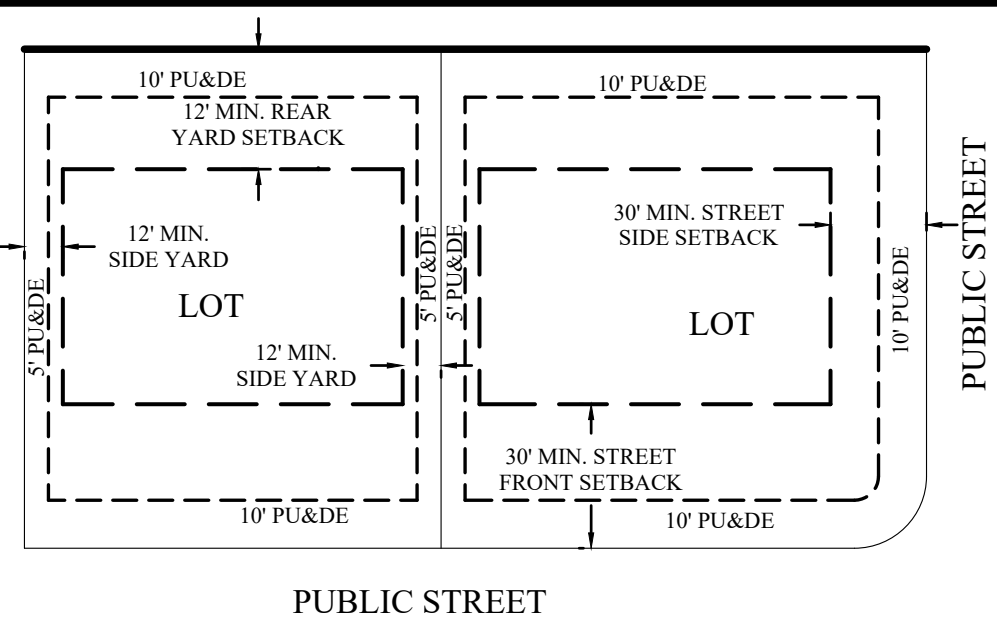 10' PU&DE
12' MIN. REAR
YARD SETBACK
10' PU&DE
12' MIN.
SIDE YARD
LOT
5' PU&DE
12' MIN.
SIDE YARD
5' PU&DE
5' PU&DE
30' MIN. STREET
SIDE SETBACK
LOT
10' PU&DE
PUBLIC STREET
30' MIN. STREET
FRONT SETBACK
10' PU&DE
10' PU&DE
PUBLIC STREET